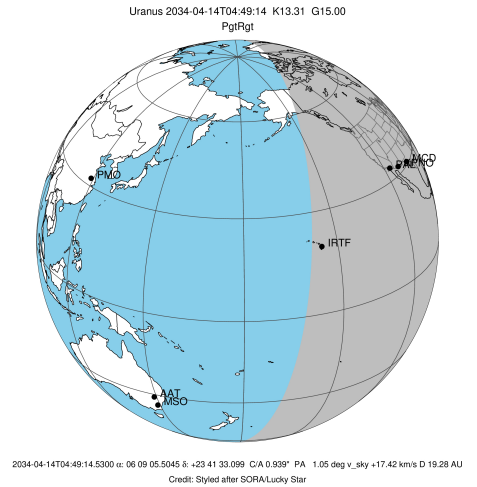 Uranus 2034-04-14T04:49:14 K13.31 G15.00
PgtRgt
MCD
PMO
IRTF
AAT
MSO
2034-04-14T04:49:14.5300 α: 06 09 05.5045 δ: +23 41 33.099 C/A 0.939" PA 1.05 deg v_sky +17.42 km/s D 19.28 AU
Credit: Styled after SORA/Lucky Star